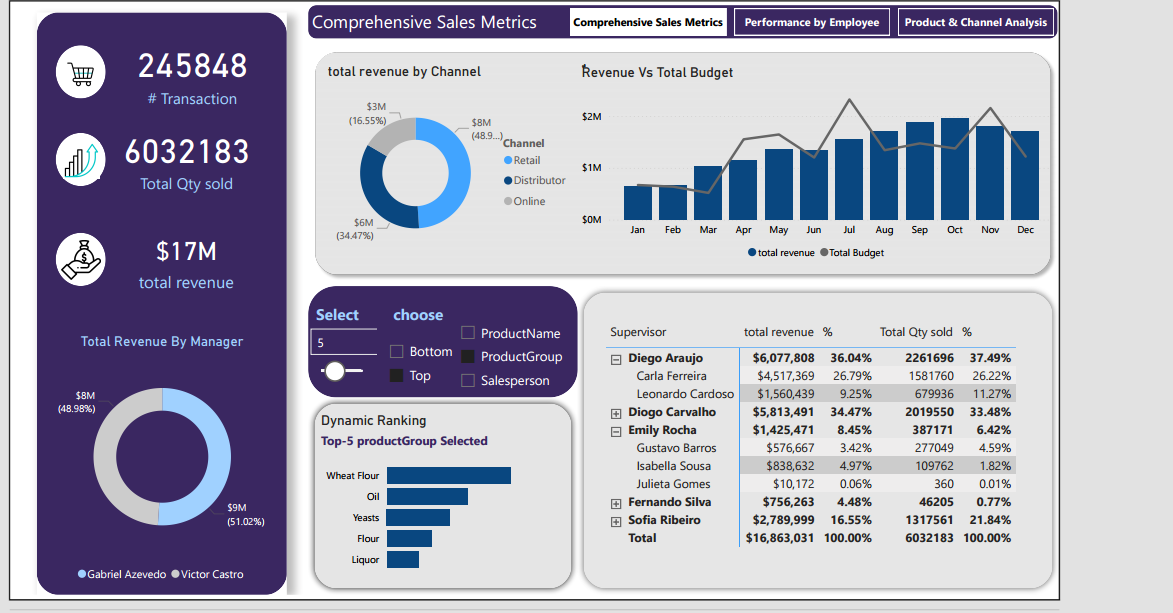 Comprehensive Sales Metrics
Comprehensive Sales Metrics
Performance by Employee
Product & Channel Analysis
245848
# Transaction
6032183
Total Qty sold
$17M
total revenue
Total Revenue By Manager
$8M
(48.98%)
$9M
(51.02%)
Gabriel Azevedo Victor Castro
total revenue by Channel
$3M
(16.55%)
$8M
(48.9...)
$6M
(34.47%)
Channel
Retail
Distributor
Online
Revenue Vs Total Budget
$2M
$1M
$0M
Jan Feb Mar Apr May Jun Jul Aug Sep Oct Nov Dec
total revenue Total Budget
Select
5
choose
Bottom
Top
ProductName
ProductGroup
Salesperson
Dynamic Ranking
Top-5 productGroup Selected
Wheat Flour
Oil
Yeasts
Flour
Liquor
Supervisor total revenue % Total Qty sold %
Diego Araujo $6,077,808 36.04% 2261696 37.49%
Carla Ferreira $4,517,369 26.79% 1581760 26.22%
Leonardo Cardoso $1,560,439 9.25% 679936 11.27%
Diogo Carvalho $5,813,491 34.47% 2019550 33.48%
Emily Rocha $1,425,471 8.45% 387171 6.42%
Gustavo Barros $576,667 3.42% 277049 4.59%
Isabella Sousa $838,632 4.97% 109762 1.82%
Julieta Gomes $10,172 0.06% 360 0.01%
Fernando Silva $756,263 4.48% 46205 0.77%
Sofia Ribeiro $2,789,999 16.55% 1317561 21.84%
Total $16,863,031 100.00% 6032183 100.00%